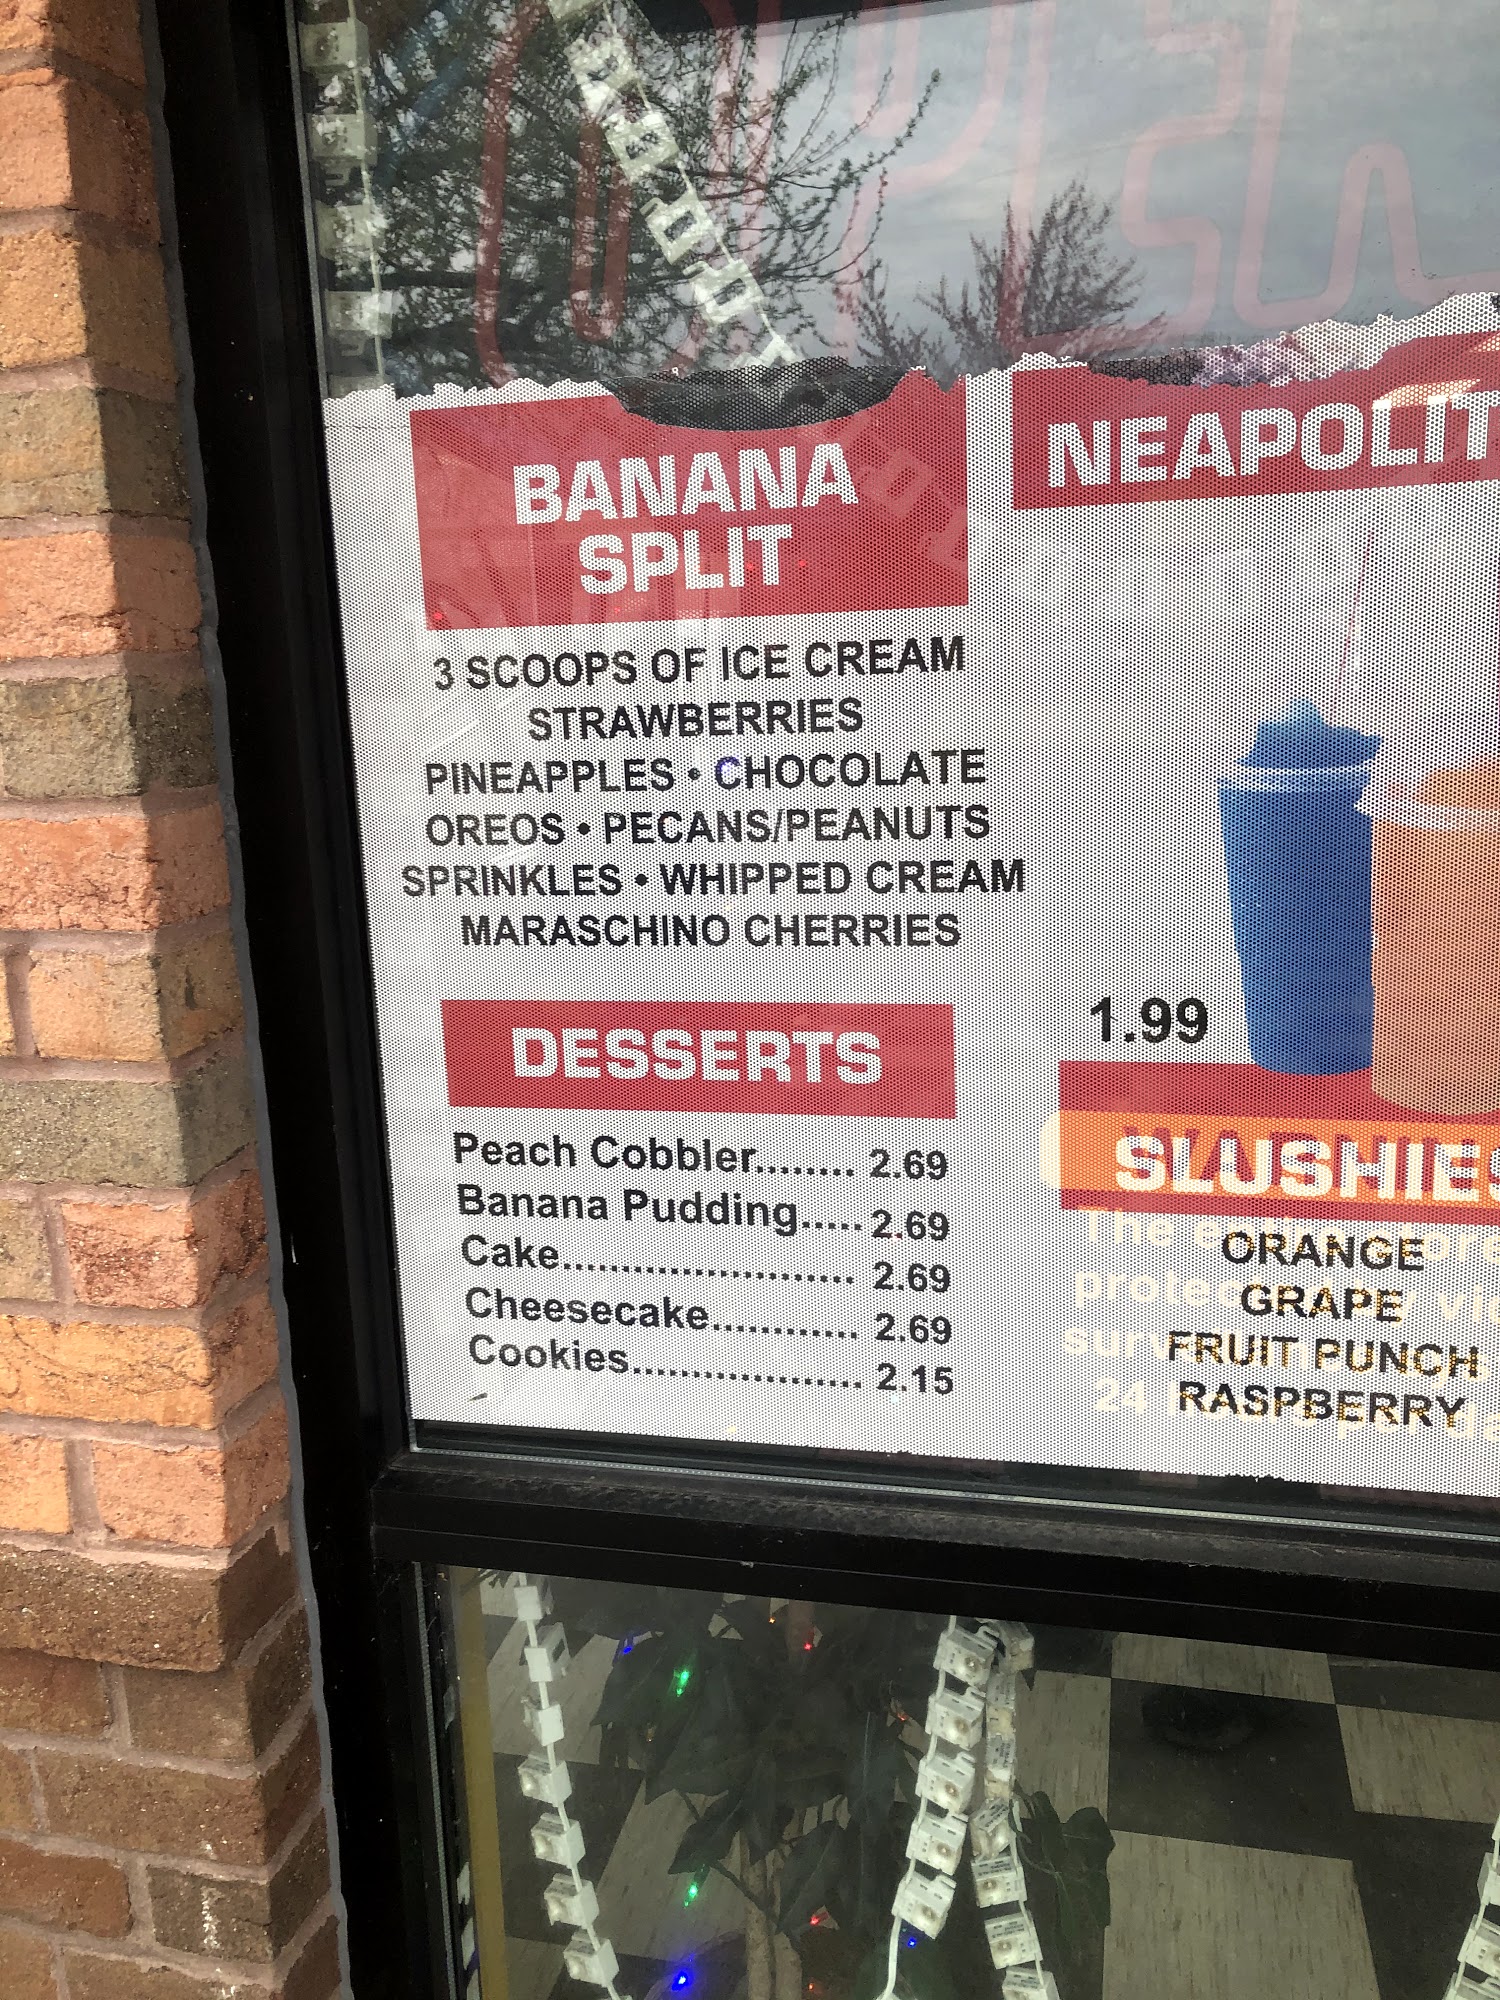 BANANA
SPLIT
3 SCOOPS OF ICE CREAM
STRAWBERRIES
PINEAPPLES • CHOCOLATE
OREOS • PECANS/PEANUTS
SPRINKLES • WHIPPED CREAM
MARASCHINO CHERRIES
DESSERTS
Peach Cobbler........ 2.69
Banana Pudding..... 2.69
Cake......................... 2.69
Cheesecake............. 2.69
Cookies.................... 2.15
NEAPOLIT
1.99
SLUSHIES
ORANGE
GRAPE
FRUIT PUNCH
RASPBERRY